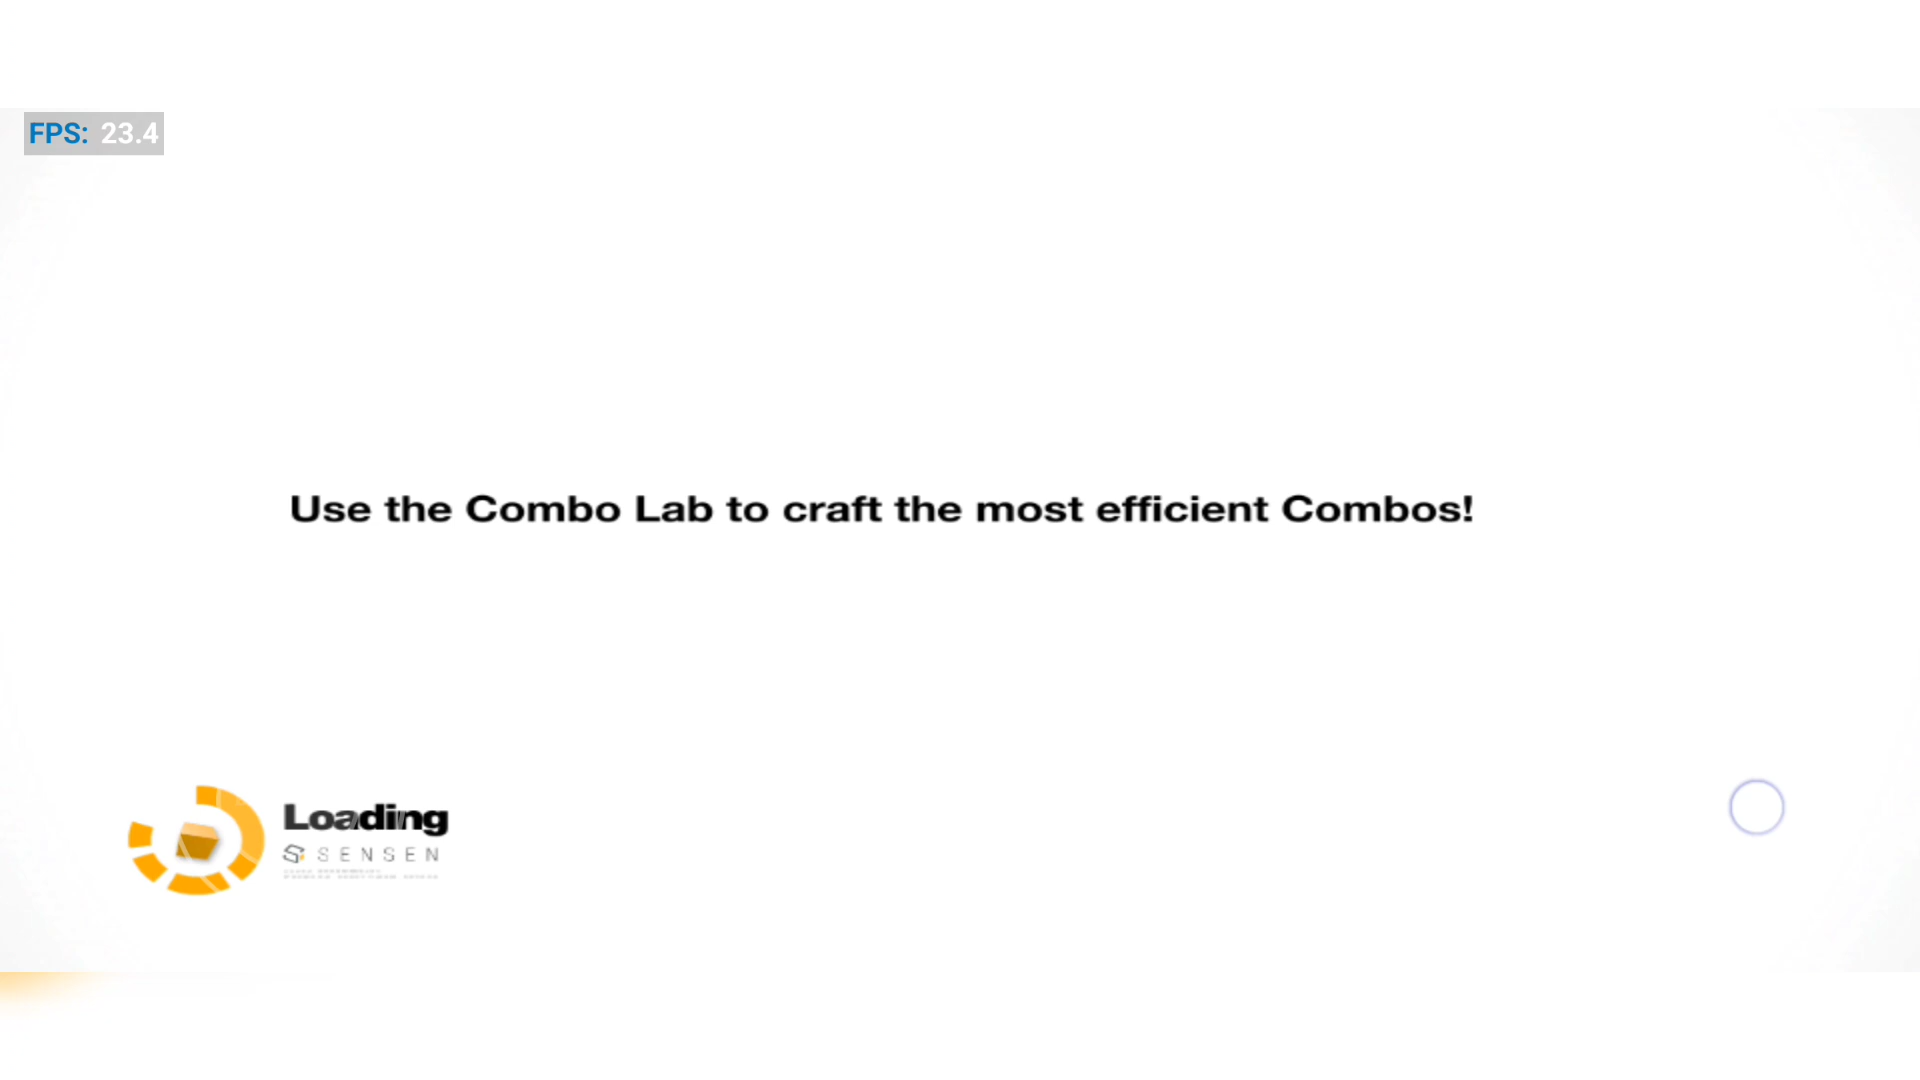 FPS: 23.4
Use the Combo Lab to craft the most efficient Combos!
Loading
SENSEN